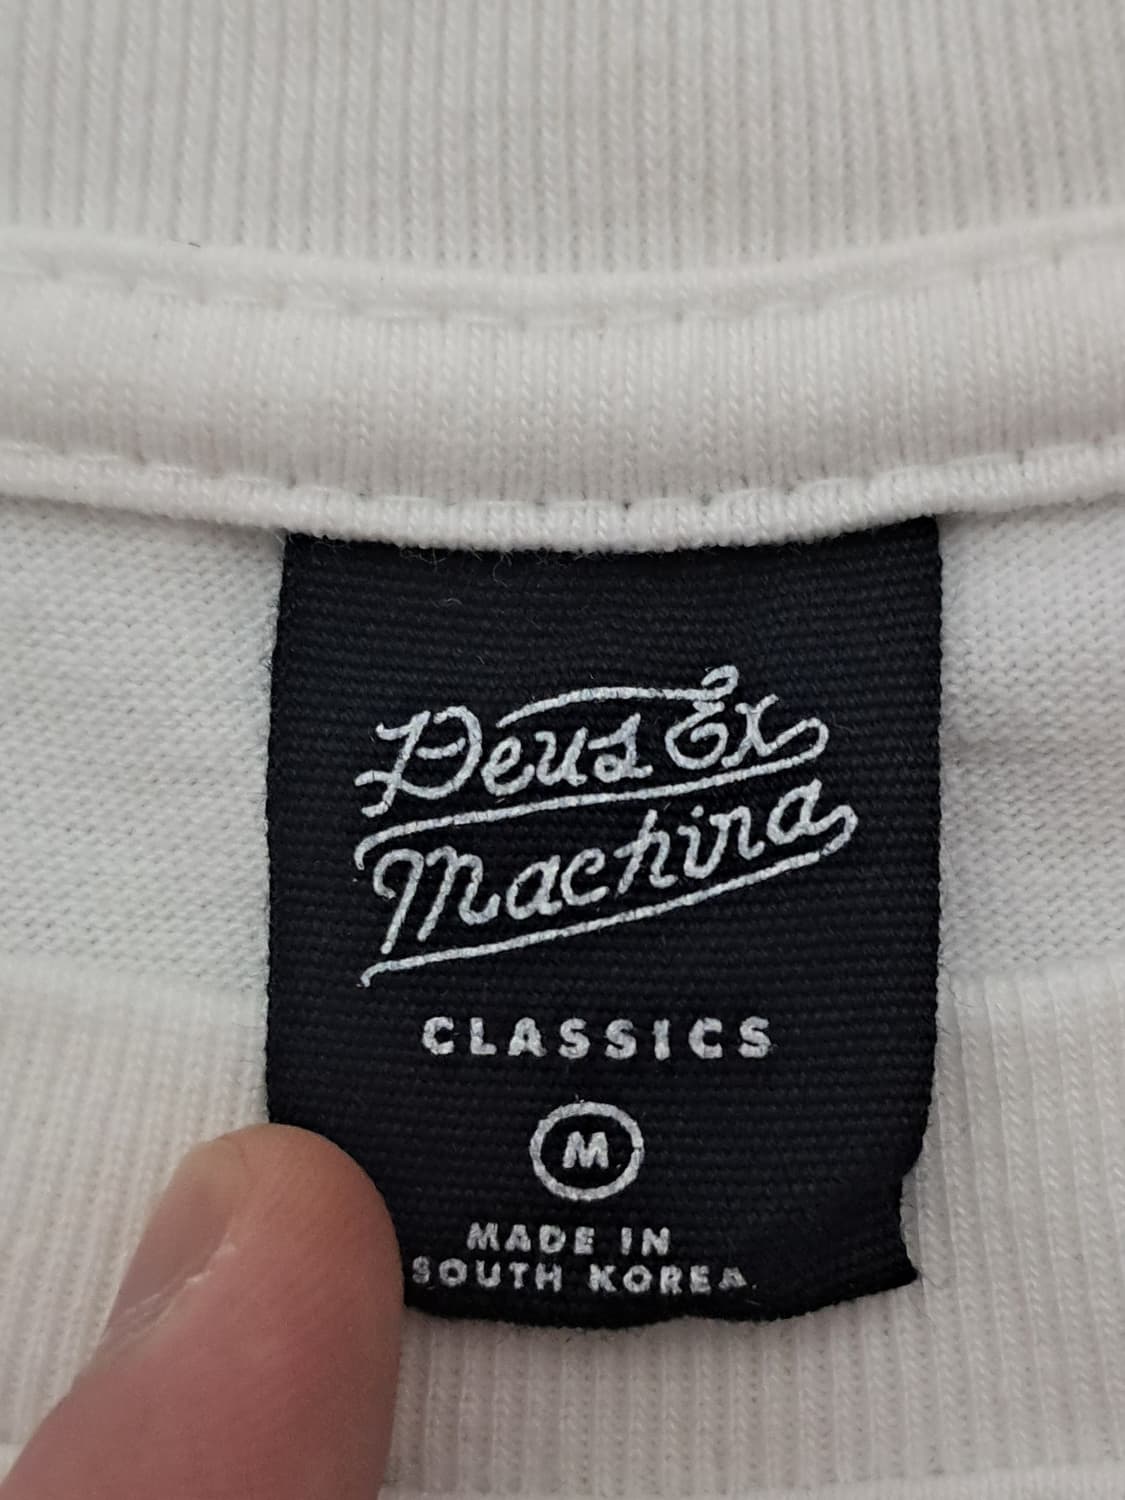 Deus Ex
Machina
CLASSICS
M
MADE IN
SOUTH KOREA